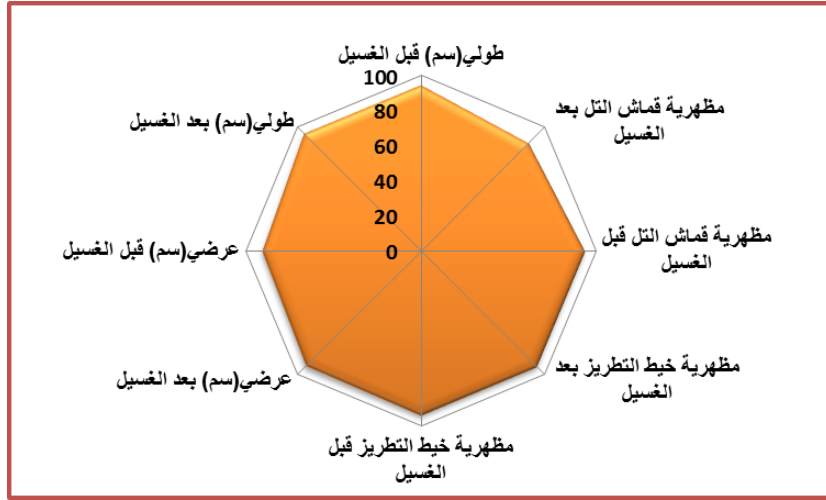 طولي(سم) قبل الغسيل
مظهرية قماش التل بعد
الغسيل
مظهرية قماش التل قبل
الغسيل
مظهرية خيط التطريز بعد
الغسيل
مظهرية خيط التطريز قبل
الغسيل
عرضي(سم) بعد الغسيل
عرضي(سم) قبل الغسيل
طولي(سم) بعد الغسيل
100
80
60
40
20
0